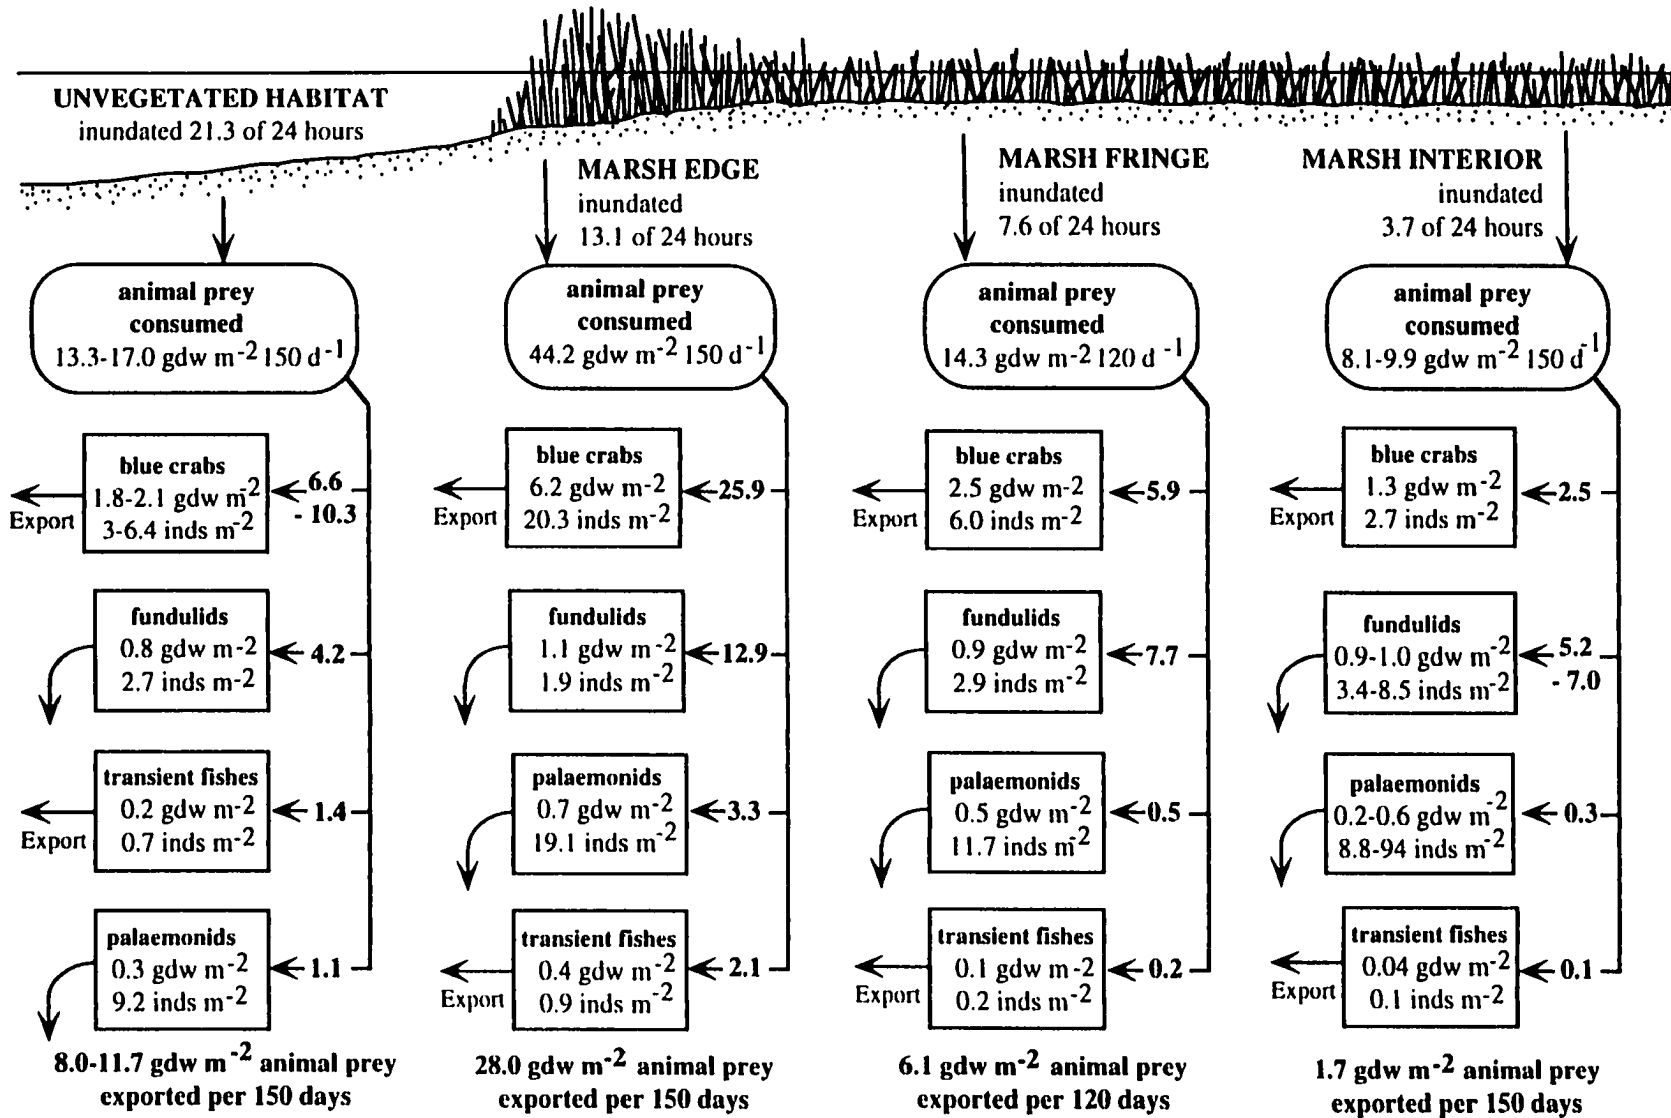 UNVEGETATED HABITAT
inundated 21.3 of 24 hours
animal prey
consumed
13.3-17.0 gdw m⁻² 150 d⁻¹
blue crabs
1.8-2.1 gdw m⁻²
3-6.4 inds m⁻²
6.6
- 10.3
Export
fundulids
0.8 gdw m⁻²
2.7 inds m⁻²
4.2
transient fishes
0.2 gdw m⁻²
0.7 inds m⁻²
1.4
Export
palaemonids
0.3 gdw m⁻²
9.2 inds m⁻²
1.1
8.0-11.7 gdw m⁻² animal prey
exported per 150 days
MARSH EDGE
inundated
13.1 of 24 hours
animal prey
consumed
44.2 gdw m⁻² 150 d⁻¹
blue crabs
6.2 gdw m⁻²
20.3 inds m⁻²
25.9
Export
fundulids
1.1 gdw m⁻²
1.9 inds m⁻²
12.9
palaemonids
0.7 gdw m⁻²
19.1 inds m⁻²
3.3
transient fishes
0.4 gdw m⁻²
0.9 inds m⁻²
2.1
Export
28.0 gdw m⁻² animal prey
exported per 150 days
MARSH FRINGE
inundated
7.6 of 24 hours
animal prey
consumed
14.3 gdw m⁻² 120 d⁻¹
blue crabs
2.5 gdw m⁻²
6.0 inds m⁻²
5.9
Export
fundulids
0.9 gdw m⁻²
2.9 inds m⁻²
7.7
palaemonids
0.5 gdw m⁻²
11.7 inds m⁻²
0.5
transient fishes
0.1 gdw m⁻²
0.2 inds m⁻²
0.2
Export
6.1 gdw m⁻² animal prey
exported per 120 days
MARSH INTERIOR
inundated
3.7 of 24 hours
animal prey
consumed
8.1-9.9 gdw m⁻² 150 d⁻¹
blue crabs
1.3 gdw m⁻²
2.7 inds m⁻²
2.5
Export
fundulids
0.9-1.0 gdw m⁻²
3.4-8.5 inds m⁻²
5.2
- 7.0
palaemonids
0.2-0.6 gdw m⁻²
8.8-94 inds m⁻²
0.3
transient fishes
0.04 gdw m⁻²
0.1 inds m⁻²
0.1
Export
1.7 gdw m⁻² animal prey
exported per 150 days